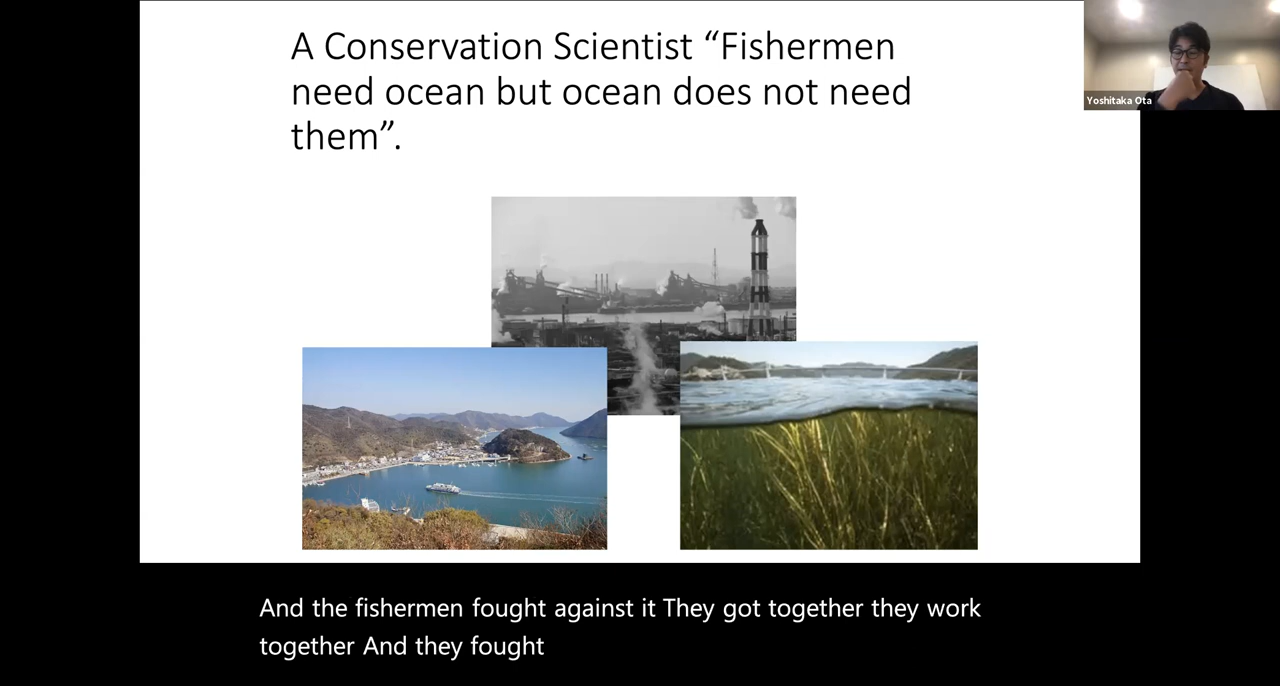 A Conservation Scientist “Fishermen
need ocean but ocean does not need
them”.
Yoshitaka Ota
And the fishermen fought against it They got together they work
together And they fought